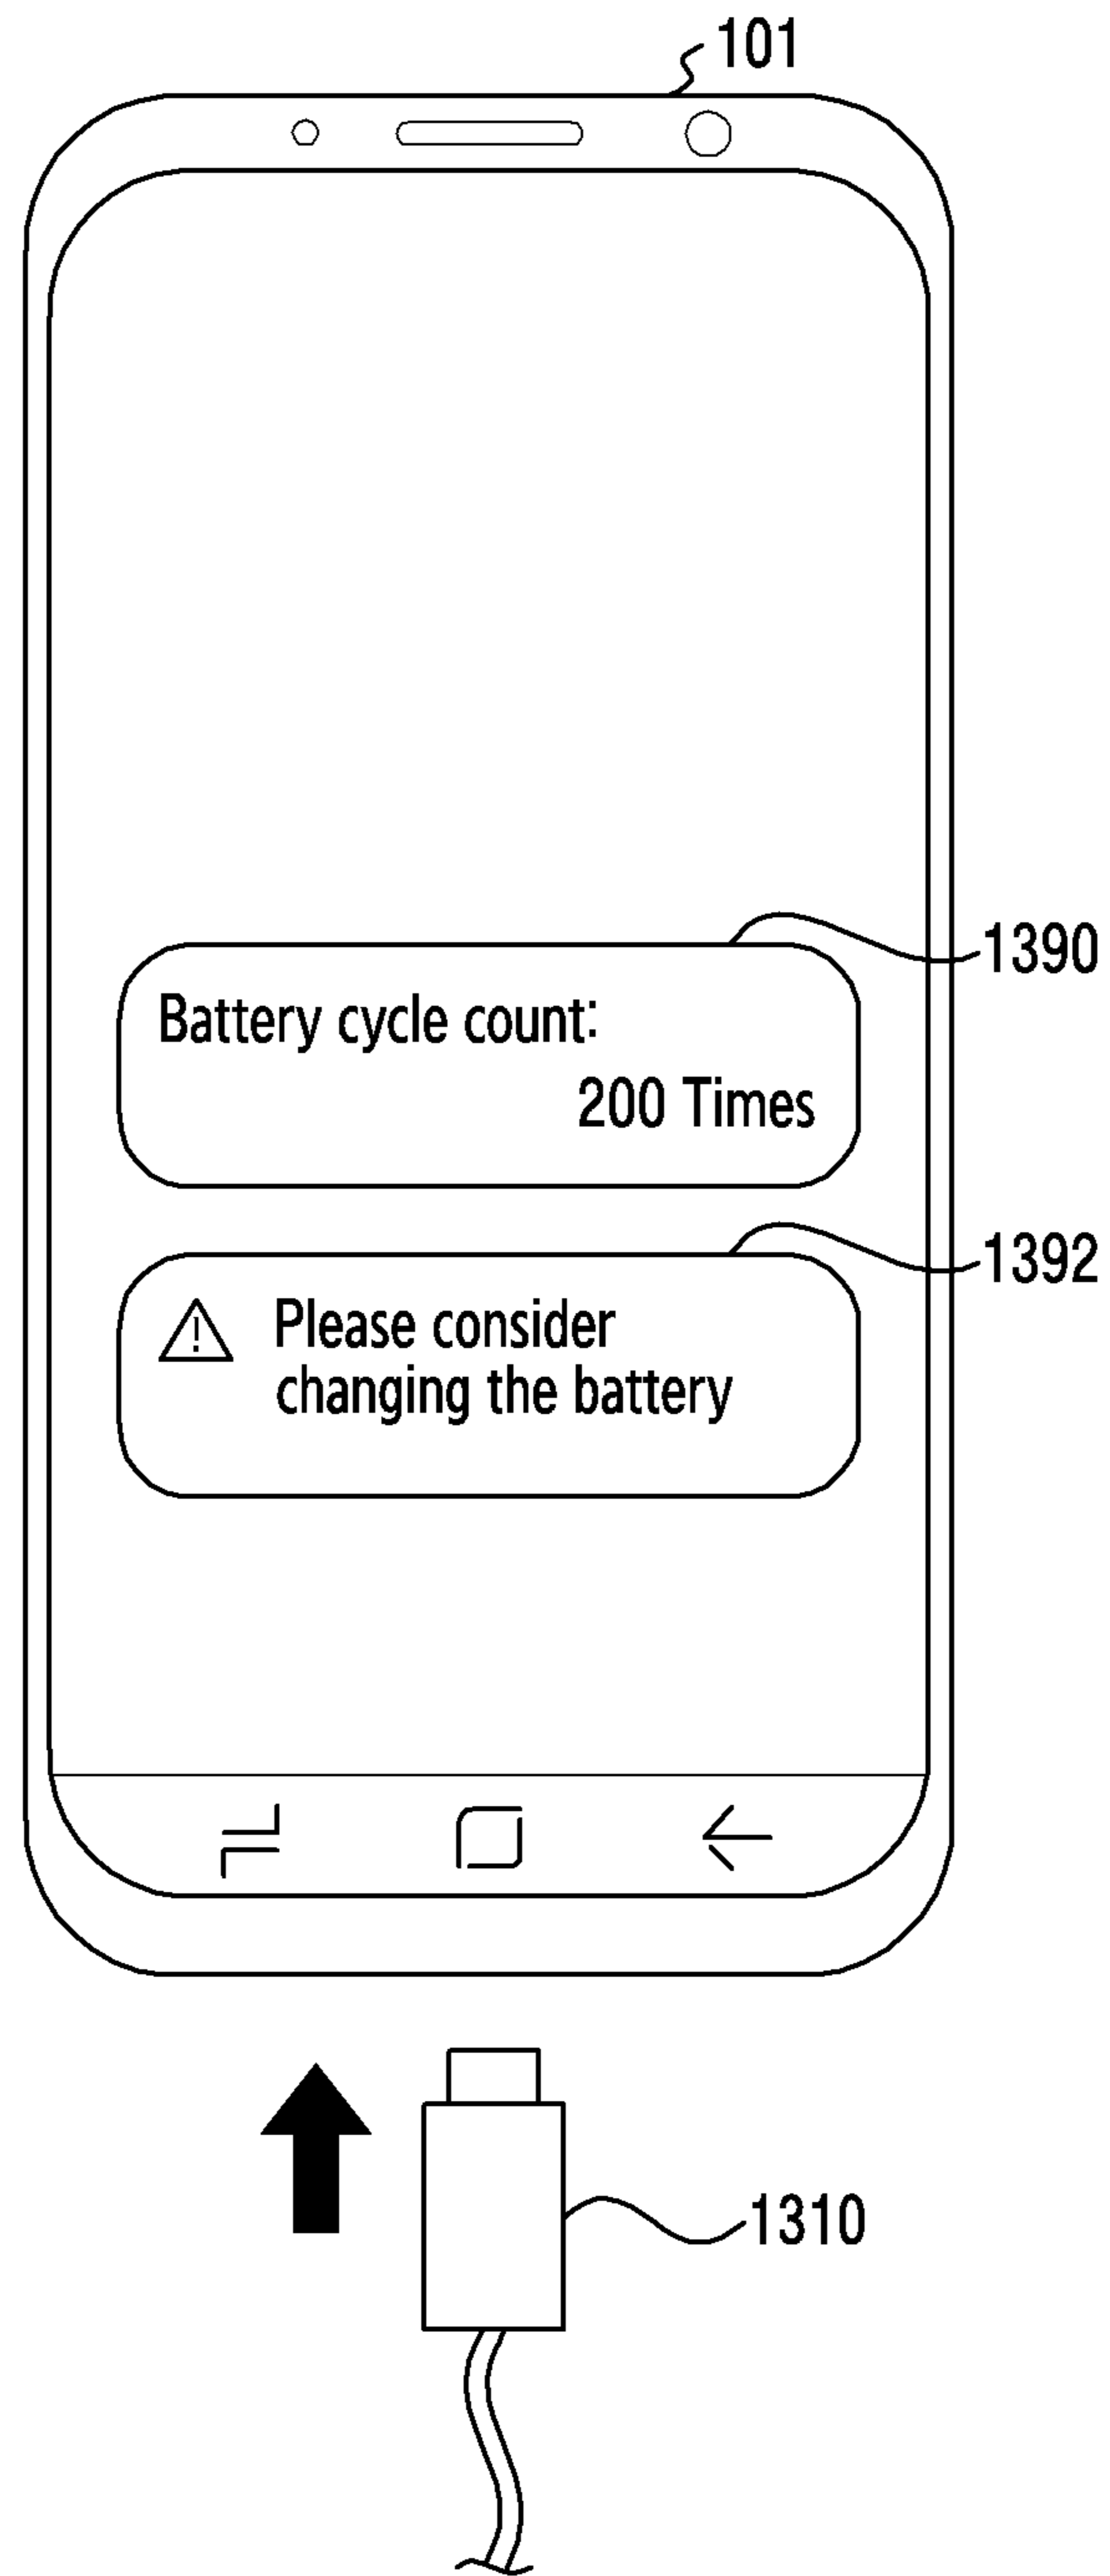 101
1390
Battery cycle count:
200 Times
1392
Please consider
changing the battery
1310